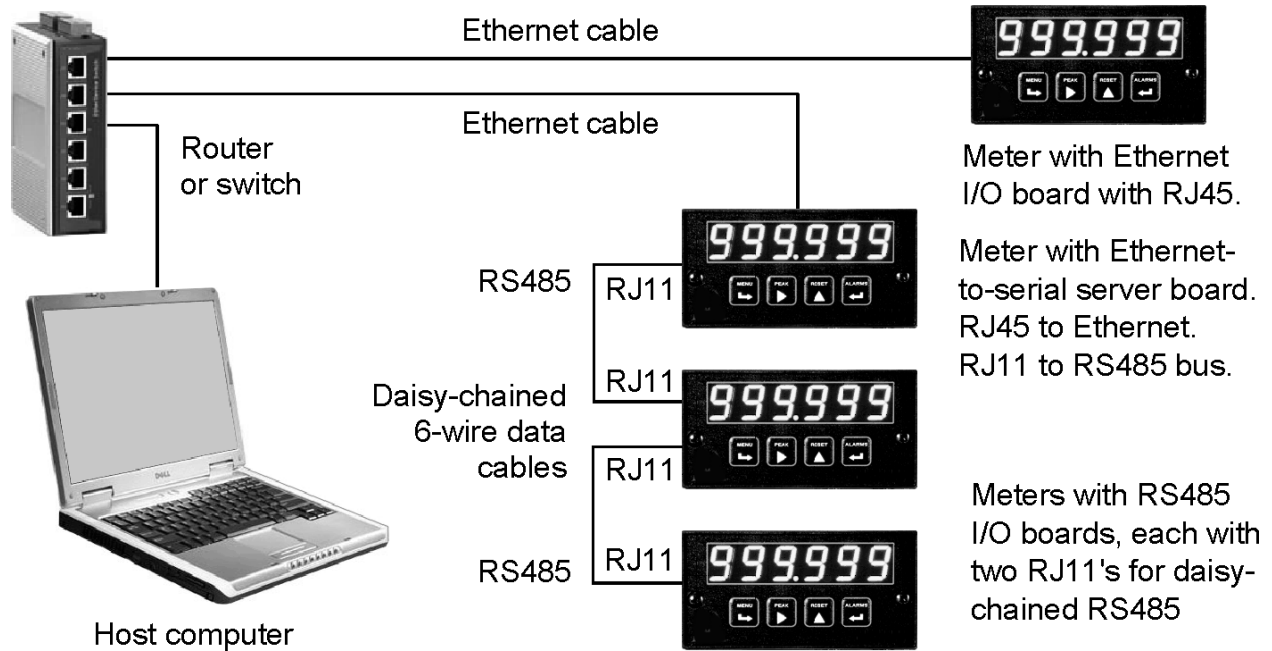 Ethernet cable
999.999
MENU PEAK RESET ALARMS
Ethernet cable
Router
or switch
Meter with Ethernet
I/O board with RJ45.
999.999
MENU PEAK RESET ALARMS
RS485
RJ11
Meter with Ethernet-
to-serial server board.
RJ45 to Ethernet.
RJ11 to RS485 bus.
RJ11
999.999
MENU PEAK RESET ALARMS
Daisy-chained
6-wire data
cables
RJ11
DELL
RS485
RJ11
999.999
MENU PEAK RESET ALARMS
Meters with RS485
I/O boards, each with
two RJ11's for daisy-
chained RS485
Host computer